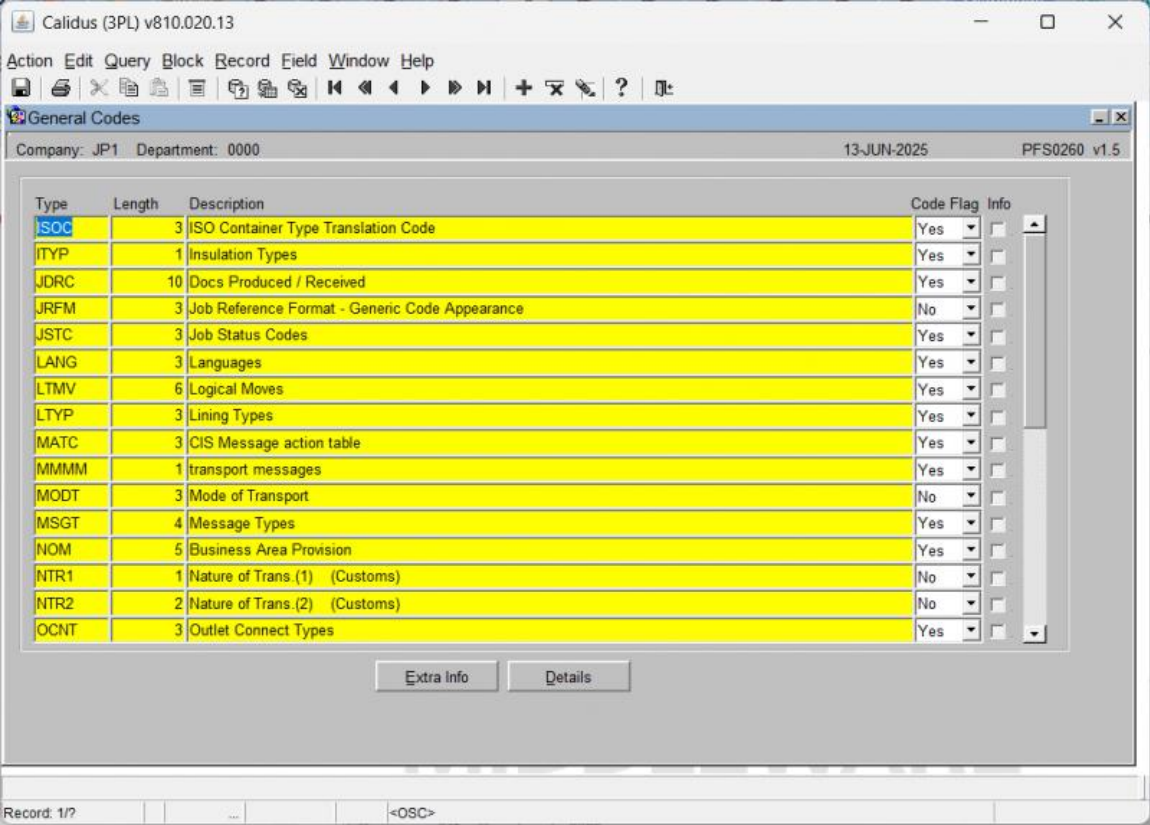 Calidus (3PL) v810.020.13
Action Edit Query Block Record Field Window Help
General Codes
Company: JP1 Department: 0000 13-JUN-2025 PFS0260 v1.5
Type Length Description Code Flag Info
ISOC 3 ISO Container Type Translation Code Yes
ITYP 1 Insulation Types Yes
JDRC 10 Docs Produced / Received Yes
JRFM 3 Job Reference Format - Generic Code Appearance No
JSTC 3 Job Status Codes Yes
LANG 3 Languages Yes
LTMV 6 Logical Moves Yes
LTYP 3 Lining Types Yes
MATC 3 CIS Message action table Yes
MMMM 1 transport messages Yes
MODT 3 Mode of Transport No
MSGT 4 Message Types Yes
NOM 5 Business Area Provision Yes
NTR1 1 Nature of Trans.(1) (Customs) No
NTR2 2 Nature of Trans.(2) (Customs) No
OCNT 3 Outlet Connect Types Yes
Extra Info Details
Record: 1/? ... <OSC>